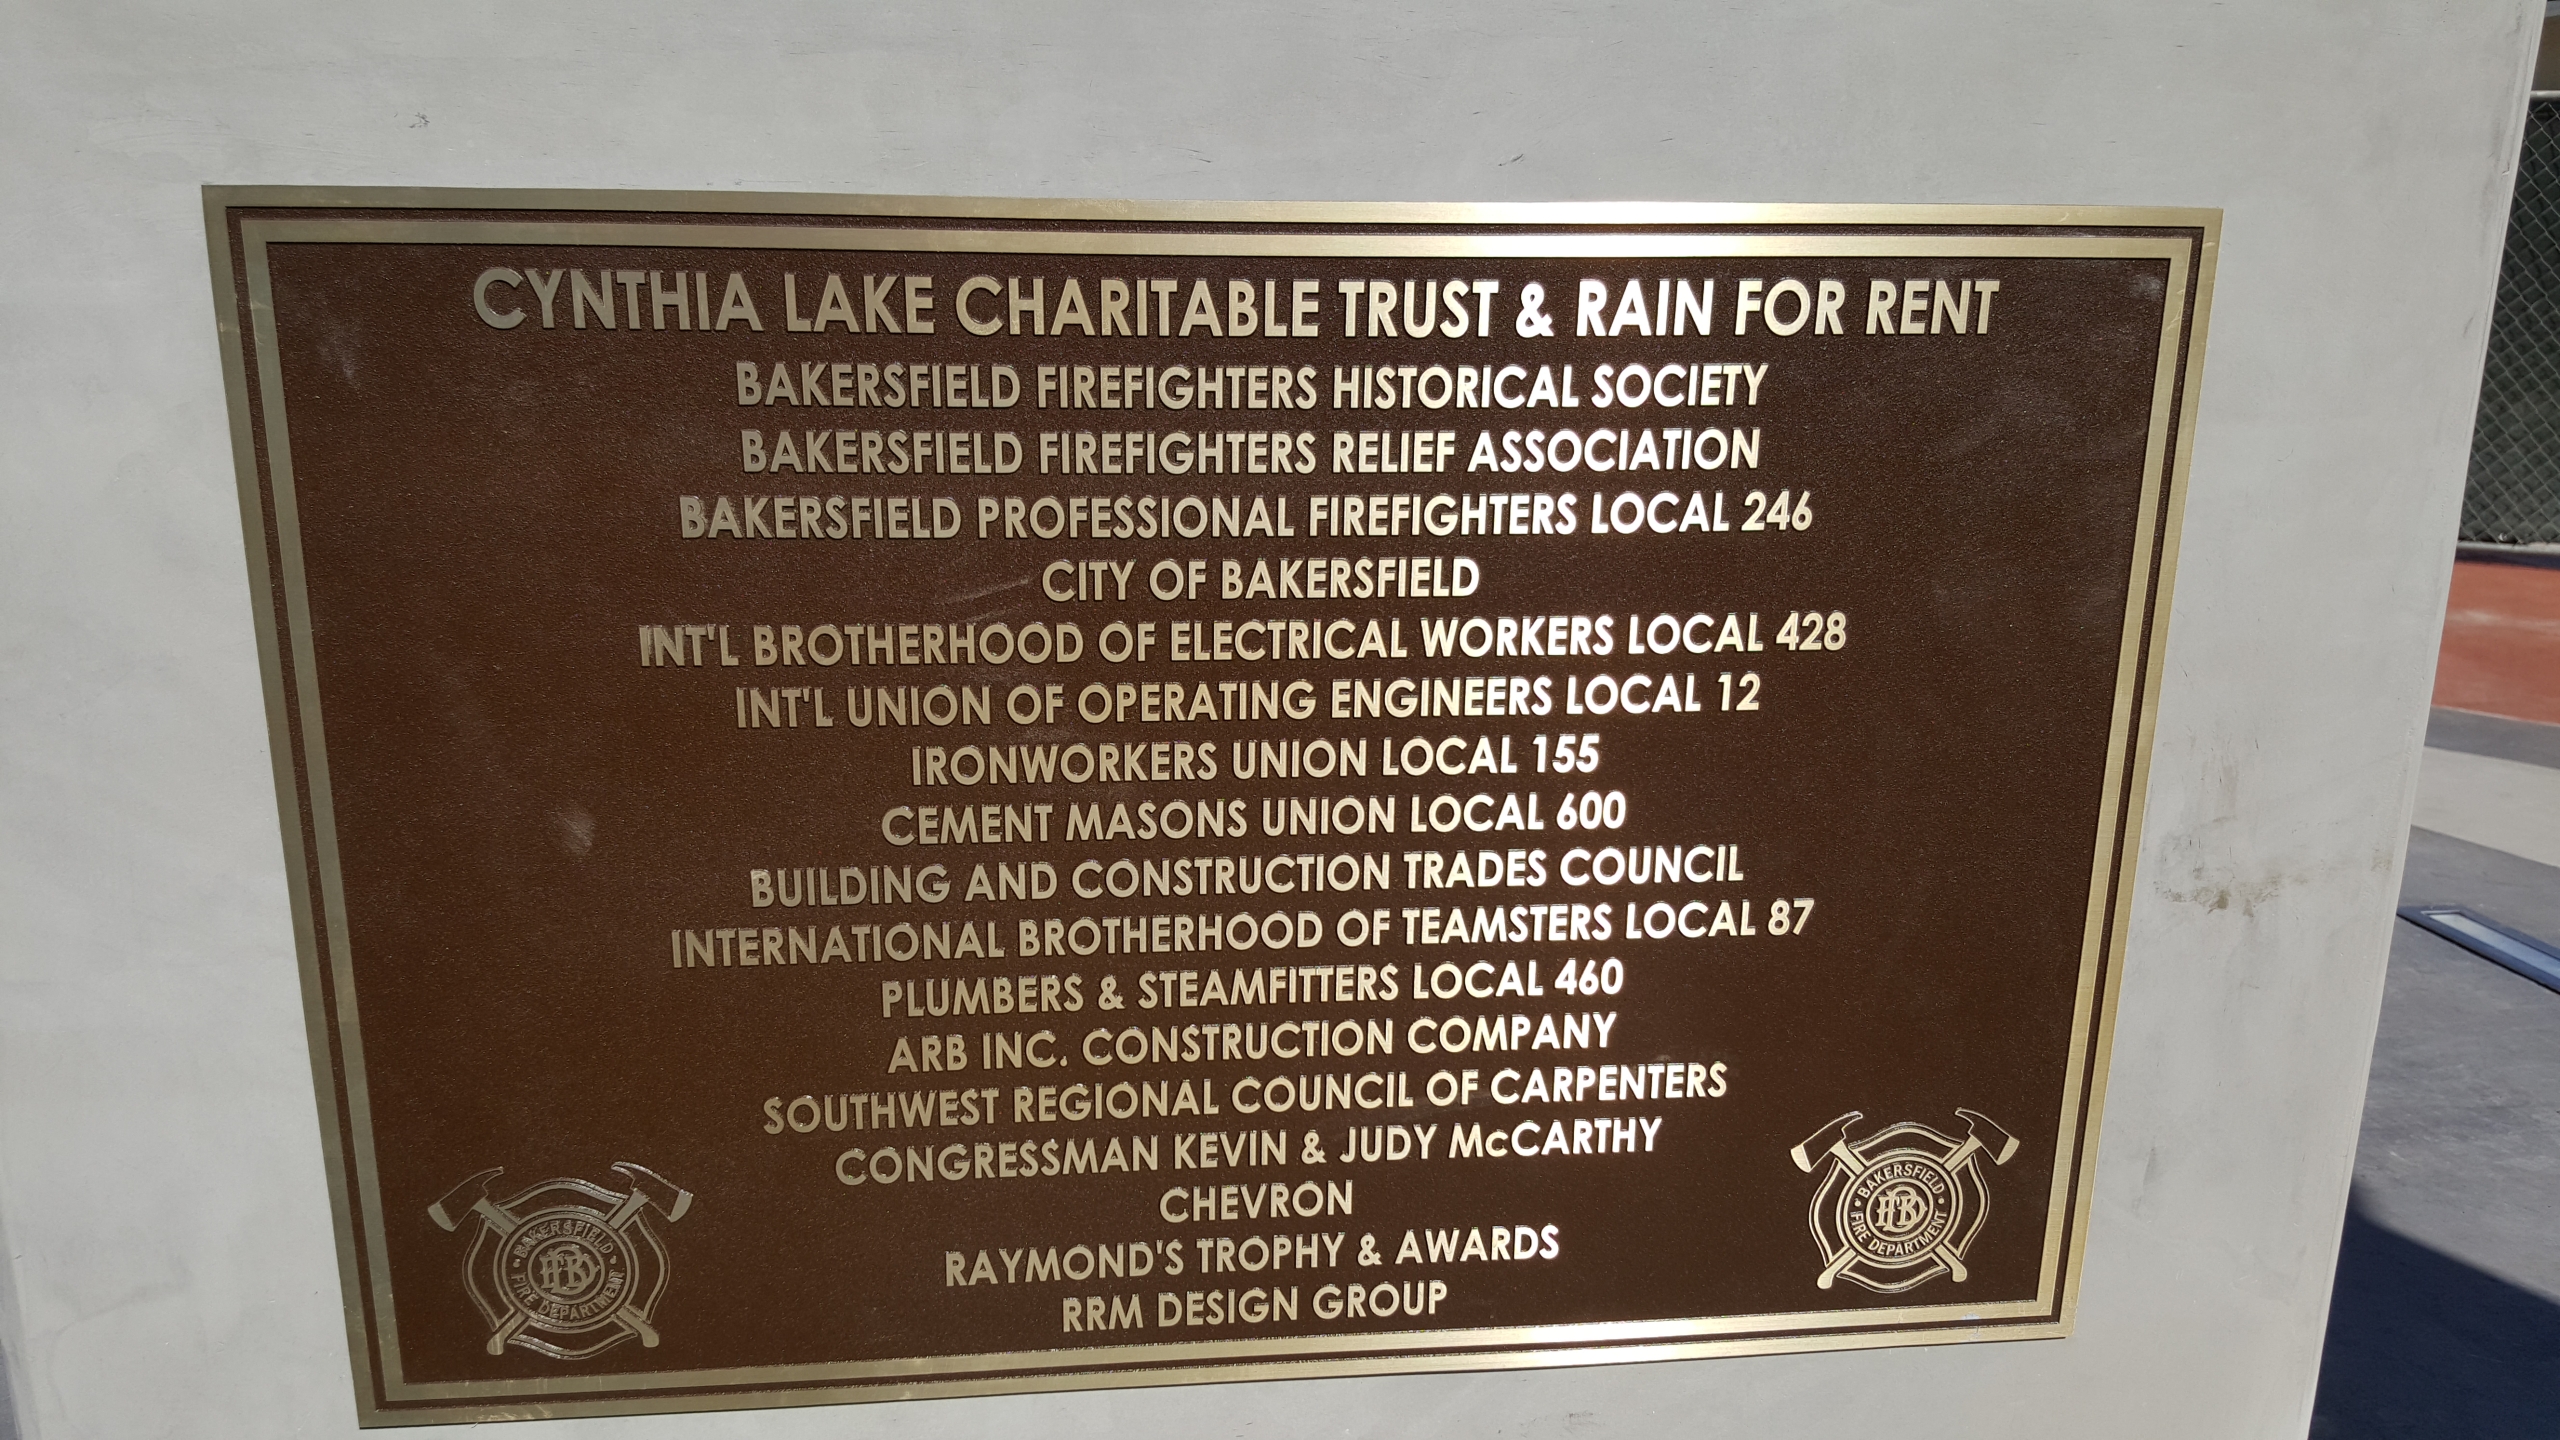 CYNTHIA LAKE CHARITABLE TRUST & RAIN FOR RENT
BAKERSFIELD FIREFIGHTERS HISTORICAL SOCIETY
BAKERSFIELD FIREFIGHTERS RELIEF ASSOCIATION
BAKERSFIELD PROFESSIONAL FIREFIGHTERS LOCAL 246
CITY OF BAKERSFIELD
INT'L BROTHERHOOD OF ELECTRICAL WORKERS LOCAL 428
INT'L UNION OF OPERATING ENGINEERS LOCAL 12
IRONWORKERS UNION LOCAL 155
CEMENT MASONS UNION LOCAL 600
BUILDING AND CONSTRUCTION TRADES COUNCIL
INTERNATIONAL BROTHERHOOD OF TEAMSTERS LOCAL 87
PLUMBERS & STEAMFITTERS LOCAL 460
ARB INC. CONSTRUCTION COMPANY
SOUTHWEST REGIONAL COUNCIL OF CARPENTERS
CONGRESSMAN KEVIN & JUDY McCARTHY
CHEVRON
RAYMOND'S TROPHY & AWARDS
RRM DESIGN GROUP
BAKERSFIELD
BFD
FIRE DEPARTMENT
BAKERSFIELD
BFD
FIRE DEPARTMENT